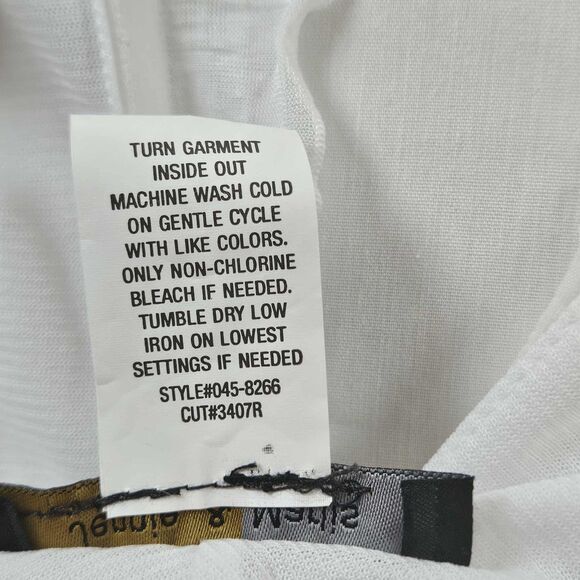 TURN GARMENT
INSIDE OUT
MACHINE WASH COLD
ON GENTLE CYCLE
WITH LIKE COLORS.
ONLY NON-CHLORINE
BLEACH IF NEEDED.
TUMBLE DRY LOW
IRON ON LOWEST
SETTINGS IF NEEDED
STYLE#045-8266
CUT#3407R
&